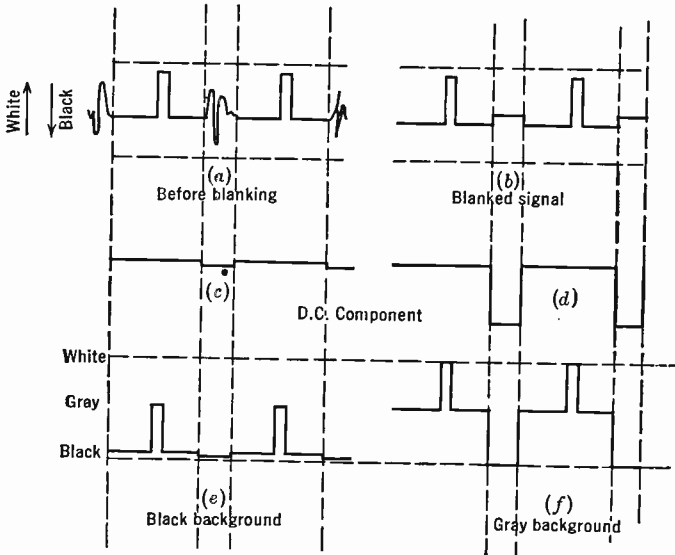 White
Black
(a)
Before blanking
(b)
Blanked signal
(c)
(d)
D.C. Component
White
Gray
Black
(e)
Black background
(f)
Gray background